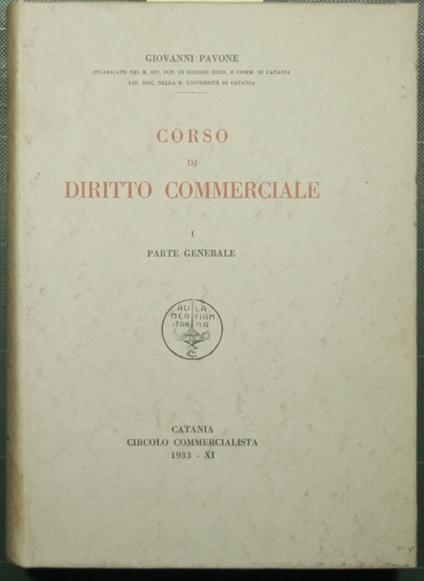 GIOVANNI PAVONE
INCARICATO NEL R. IST. SUP. DI SCIENZE ECON. E COMM. DI CATANIA
LIB. DOC. NELLA R. UNIVERSITÀ DI CATANIA
CORSO
DI
DIRITTO COMMERCIALE
I
PARTE GENERALE
CATANIA
CIRCOLO COMMERCIALISTA
1933 - XI